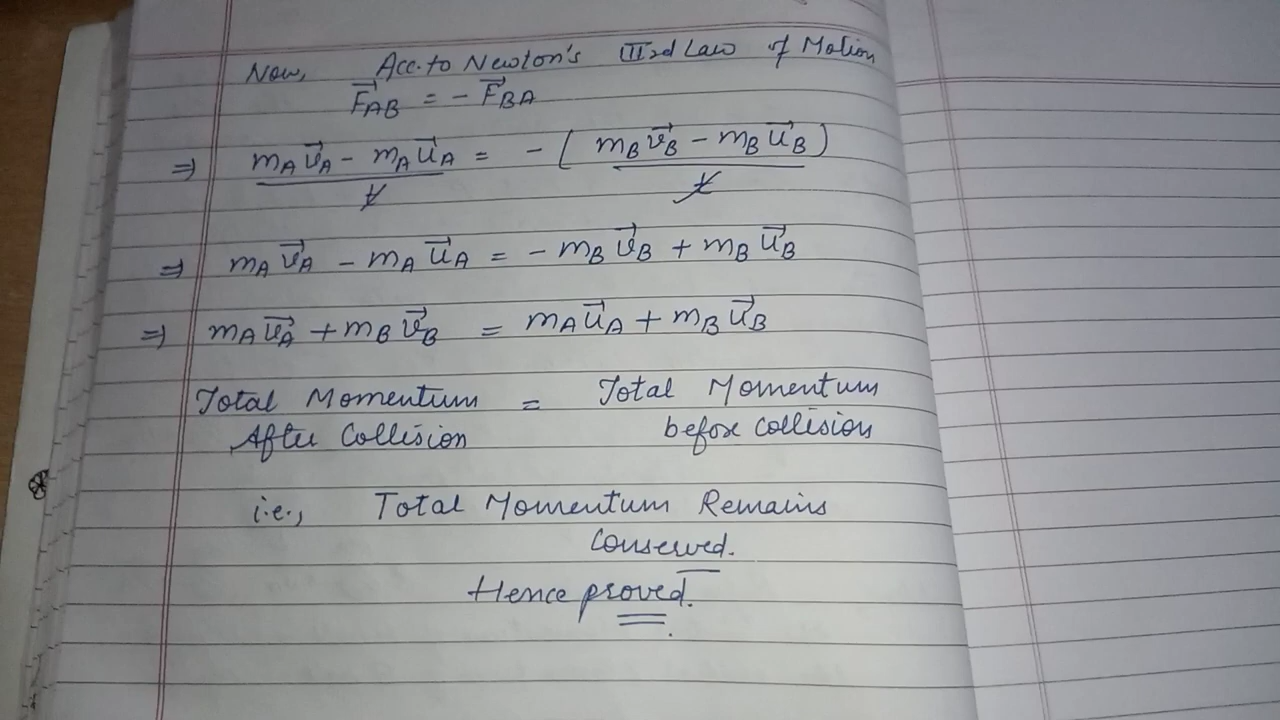 Now, Acc. to Newton's IIIrd Law of Motion
F⃗AB = - F⃗BA
⇒ mA v⃗A - mA u⃗A / t = - ( mB v⃗B - mB u⃗B ) / t
⇒ mA v⃗A - mA u⃗A = - mB v⃗B + mB u⃗B
⇒ mA v⃗A + mB v⃗B = mA u⃗A + mB u⃗B
Total Momentum = Total Momentum
After Collision before collision
i.e., Total Momentum Remains
conserved.
Hence proved.